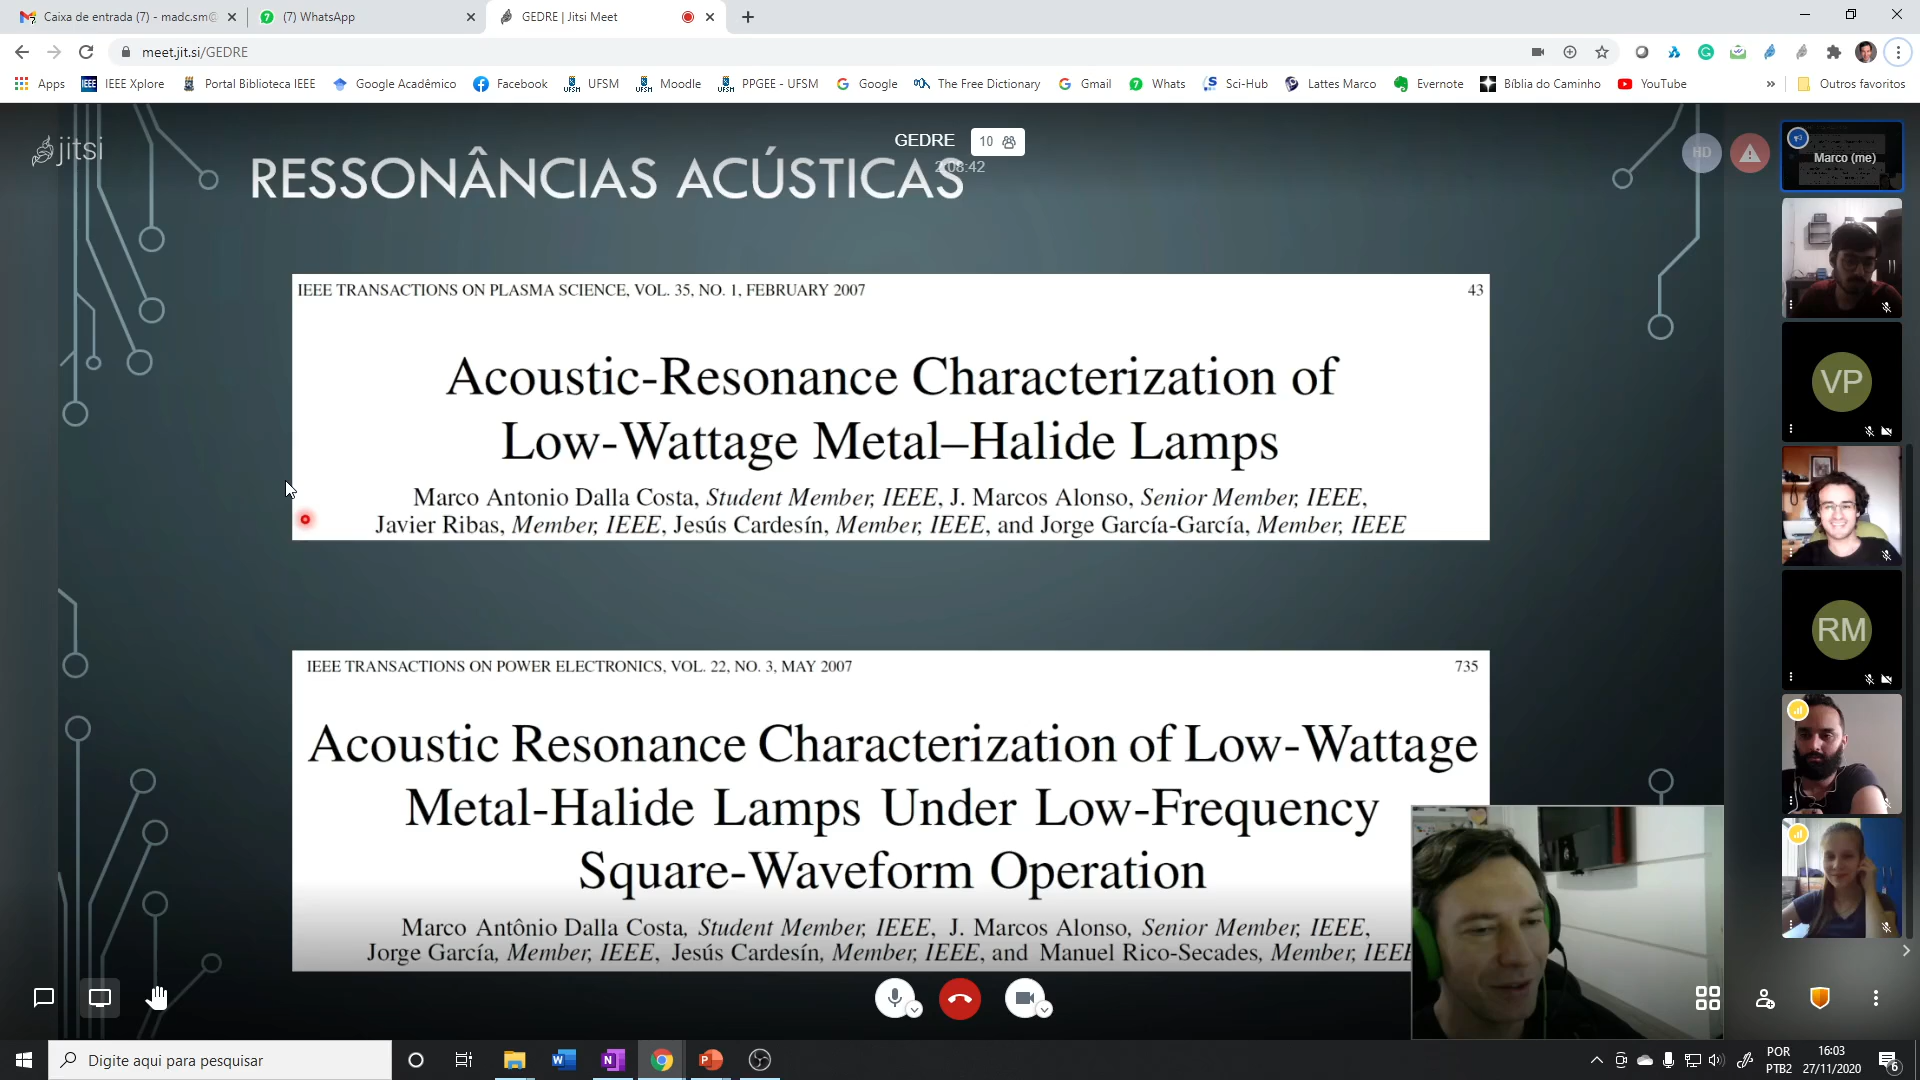 Caixa de entrada (7) - madc.sm@
(7) WhatsApp
GEDRE | Jitsi Meet
meet.jit.si/GEDRE
Apps
IEEE Xplore
Portal Biblioteca IEEE
Google Acadêmico
Facebook
UFSM
Moodle
PPGEE - UFSM
Google
The Free Dictionary
Gmail
Whats
Sci-Hub
Lattes Marco
Evernote
Bíblia do Caminho
YouTube
»
Outros favoritos
jitsi
GEDRE 10
2:08:42
HD
Marco (me)
RESSONÂNCIAS ACÚSTICAS
IEEE TRANSACTIONS ON PLASMA SCIENCE, VOL. 35, NO. 1, FEBRUARY 2007 43
Acoustic-Resonance Characterization of
Low-Wattage Metal–Halide Lamps
Marco Antonio Dalla Costa, Student Member, IEEE, J. Marcos Alonso, Senior Member, IEEE,
Javier Ribas, Member, IEEE, Jesús Cardesín, Member, IEEE, and Jorge García-García, Member, IEEE
VP
RM
IEEE TRANSACTIONS ON POWER ELECTRONICS, VOL. 22, NO. 3, MAY 2007 735
Acoustic Resonance Characterization of Low-Wattage
Metal-Halide Lamps Under Low-Frequency
Square-Waveform Operation
Marco Antônio Dalla Costa, Student Member, IEEE, J. Marcos Alonso, Senior Member, IEEE,
Jorge García, Member, IEEE, Jesús Cardesín, Member, IEEE, and Manuel Rico-Secades, Member, IEEE
Digite aqui para pesquisar
POR
PTB2
16:03
27/11/2020
6